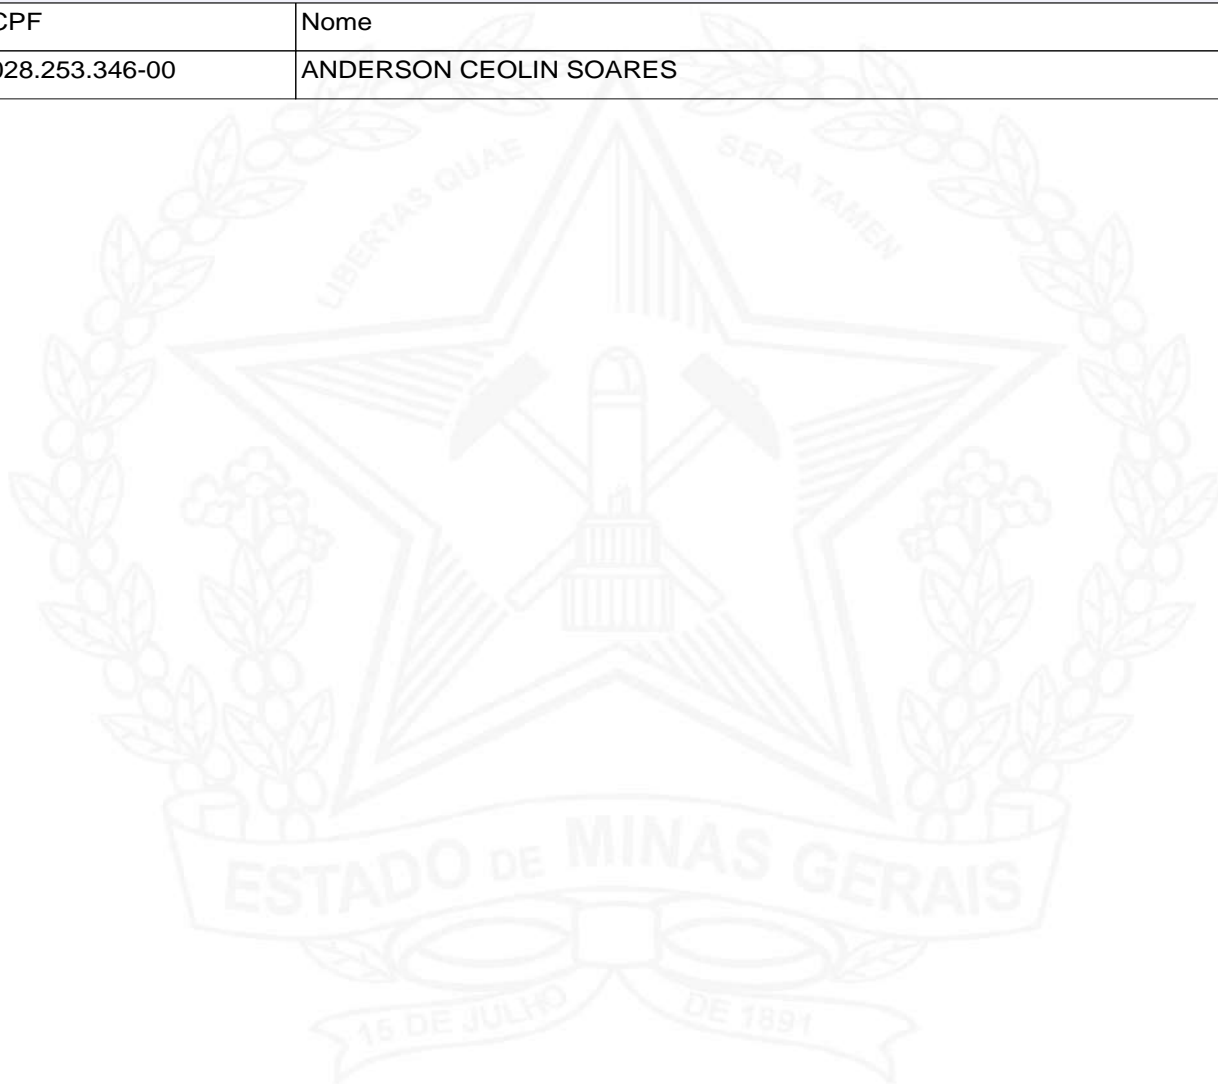 CPF Nome
028.253.346-00 ANDERSON CEOLIN SOARES
LIBERTAS QUAE SERA TAMEN
ESTADO DE MINAS GERAIS
15 DE JULHO DE 1891